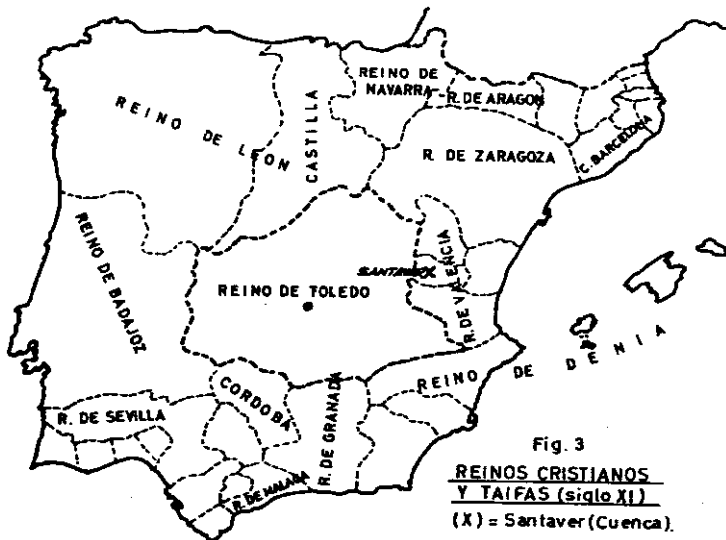 REINO DE
NAVARRA
R. DE ARAGON
REINO DE LEON
CASTILLA
R. DE ZARAGOZA
C. BARCELONA
REINO DE BADAJOZ
SANTAVER X
REINO DE TOLEDO
R. DE VALENCIA
REINO DE DENIA
CORDOBA
R. DE SEVILLA
R. DE GRANADA
R. DE MALAGA
Fig. 3
REINOS CRISTIANOS
Y TAIFAS (siglo XI)
(X) = Santaver (Cuenca).